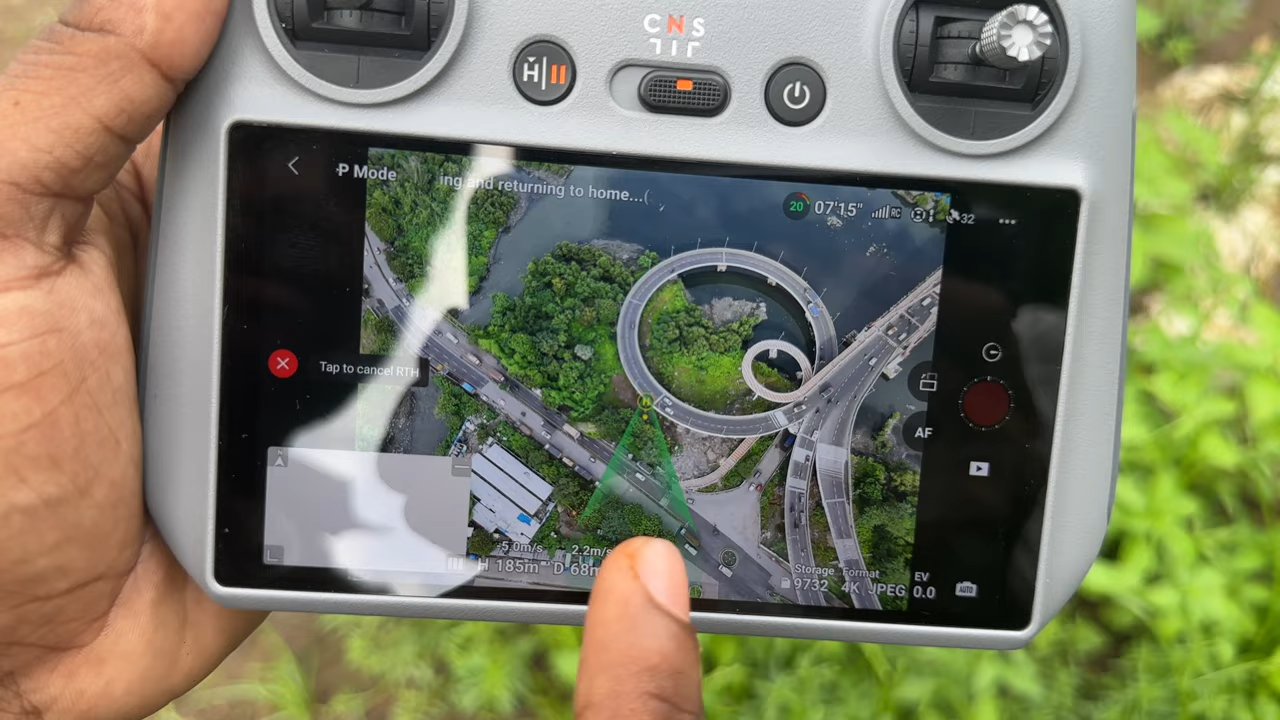 C N S
H
P Mode
ing and returning to home...(
20 07'15" RC 32
Tap to cancel RTH
AF
N
5.0m/s 2.2m/s
H 185m D 68m
Storage Format EV
9732 4K JPEG 0.0
AUTO